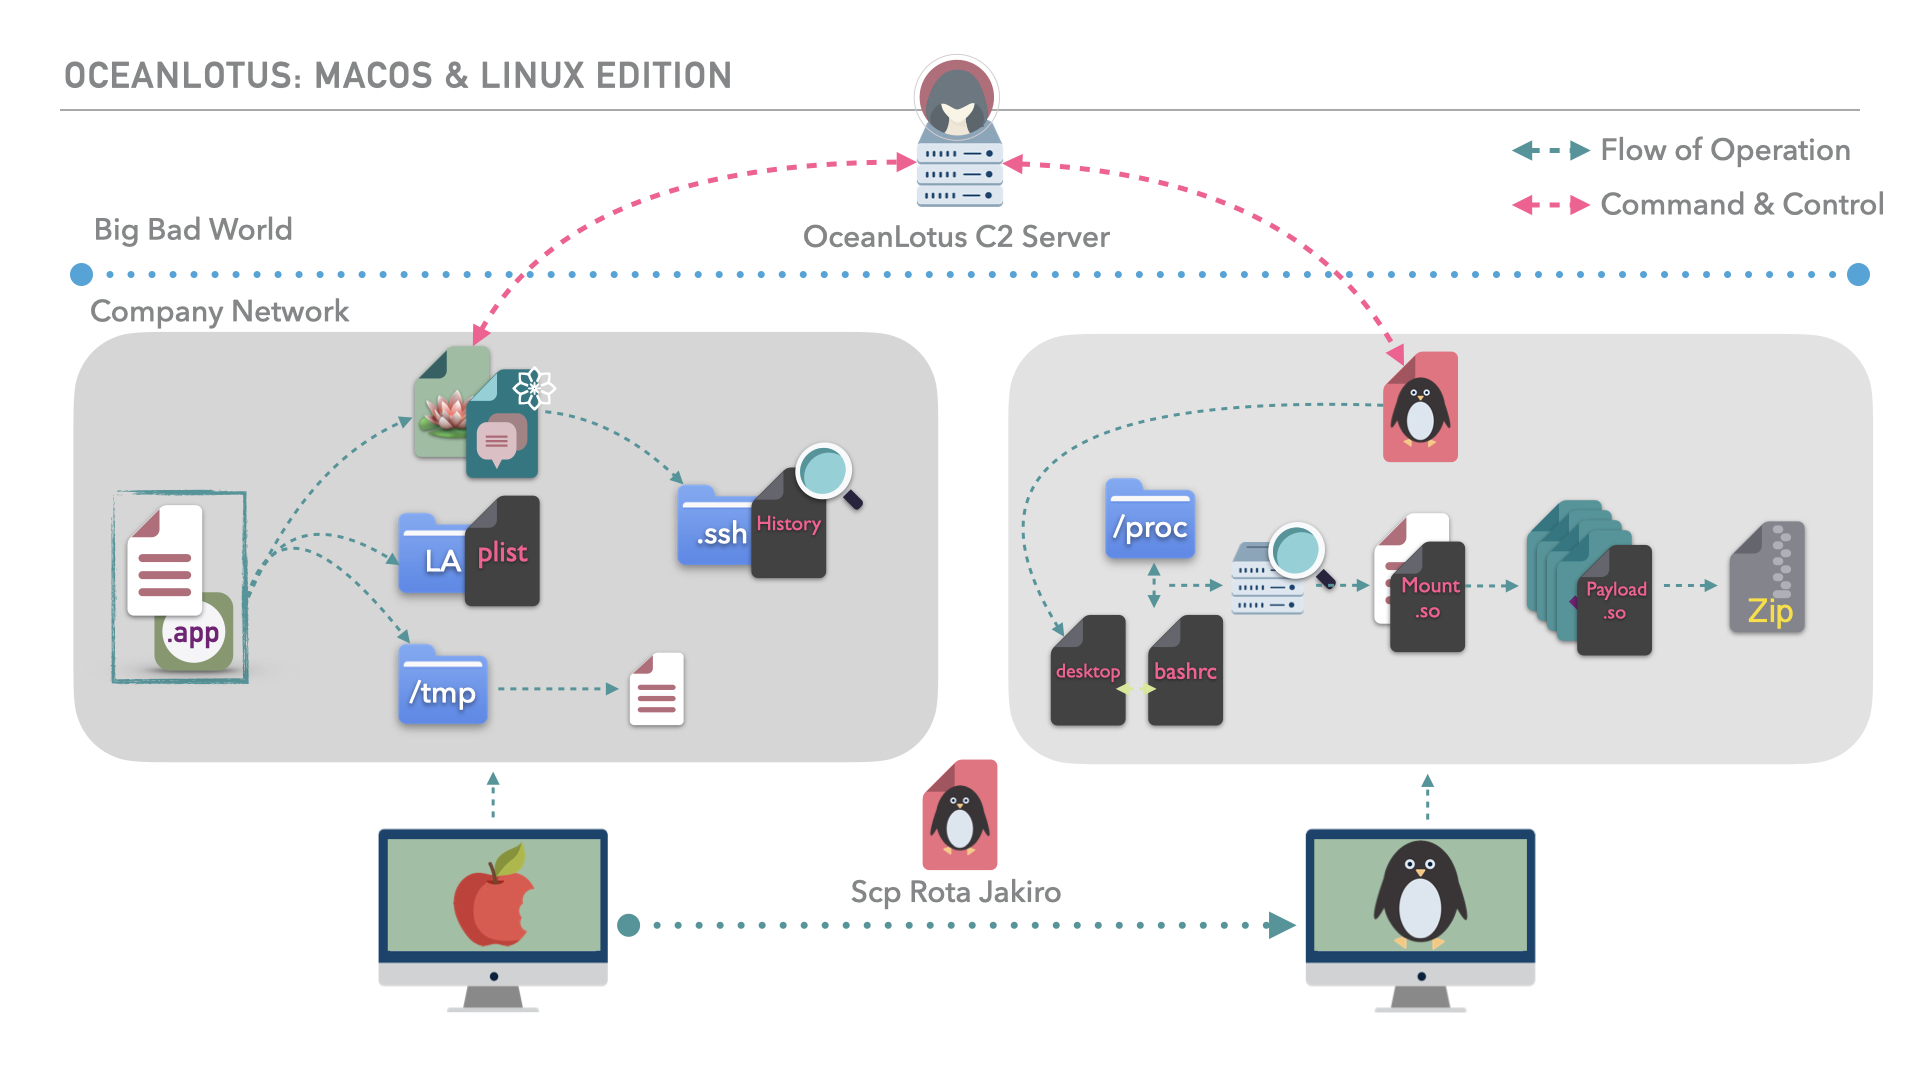 OCEANLOTUS: MACOS & LINUX EDITION
Flow of Operation
Command & Control
Big Bad World
OceanLotus C2 Server
Company Network
.app
LA
plist
/tmp
.ssh
History
/proc
desktop
bashrc
Mount
.so
Payload
.so
Zip
Scp Rota Jakiro